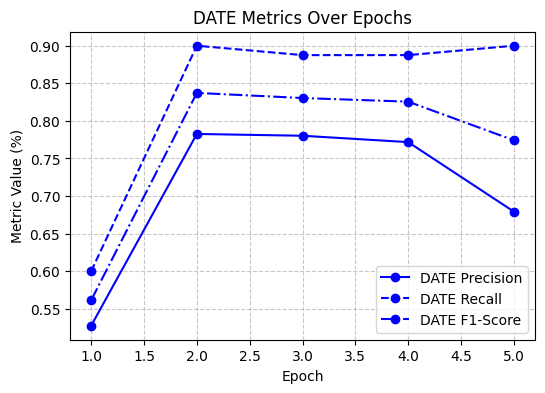 DATE Metrics Over Epochs
Metric Value (%)
0.90
0.85
0.80
0.75
0.70
0.65
0.60
0.55
1.0 1.5 2.0 2.5 3.0 3.5 4.0 4.5 5.0
Epoch
DATE Precision
DATE Recall
DATE F1-Score